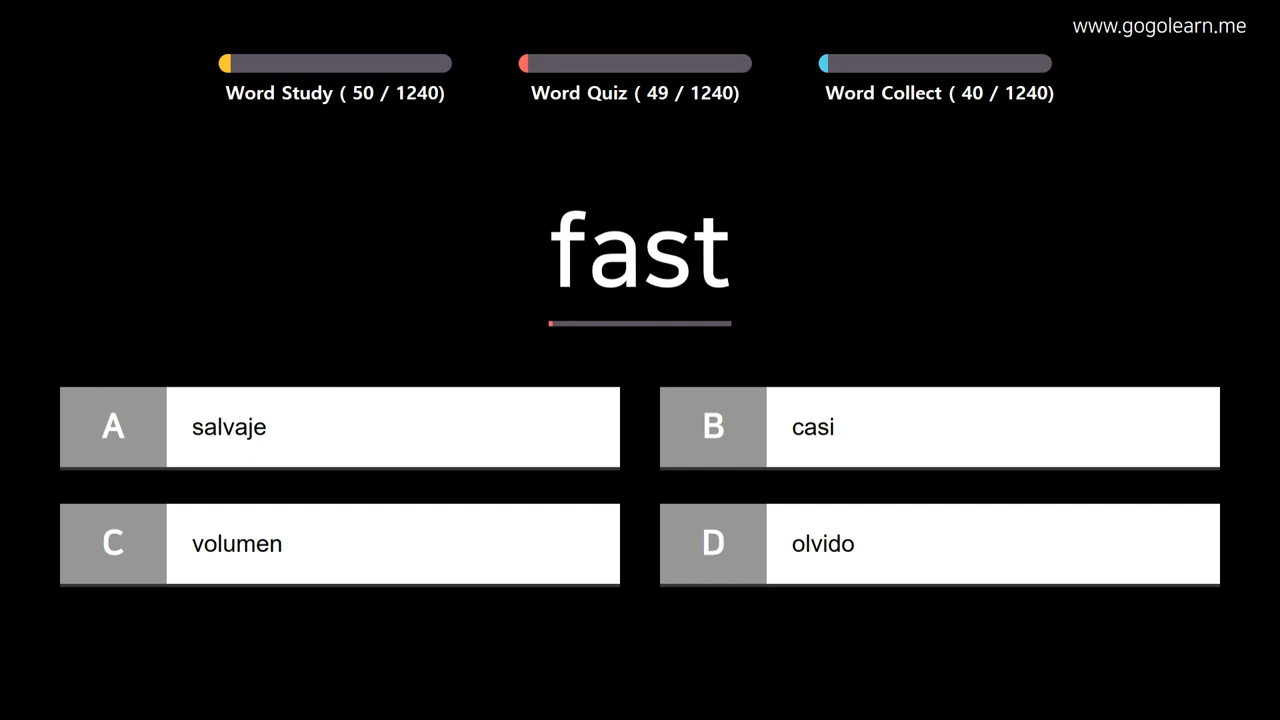 www.gogolearn.me
Word Study ( 50 / 1240)
Word Quiz ( 49 / 1240)
Word Collect ( 40 / 1240)
fast
A salvaje
B casi
C volumen
D olvido